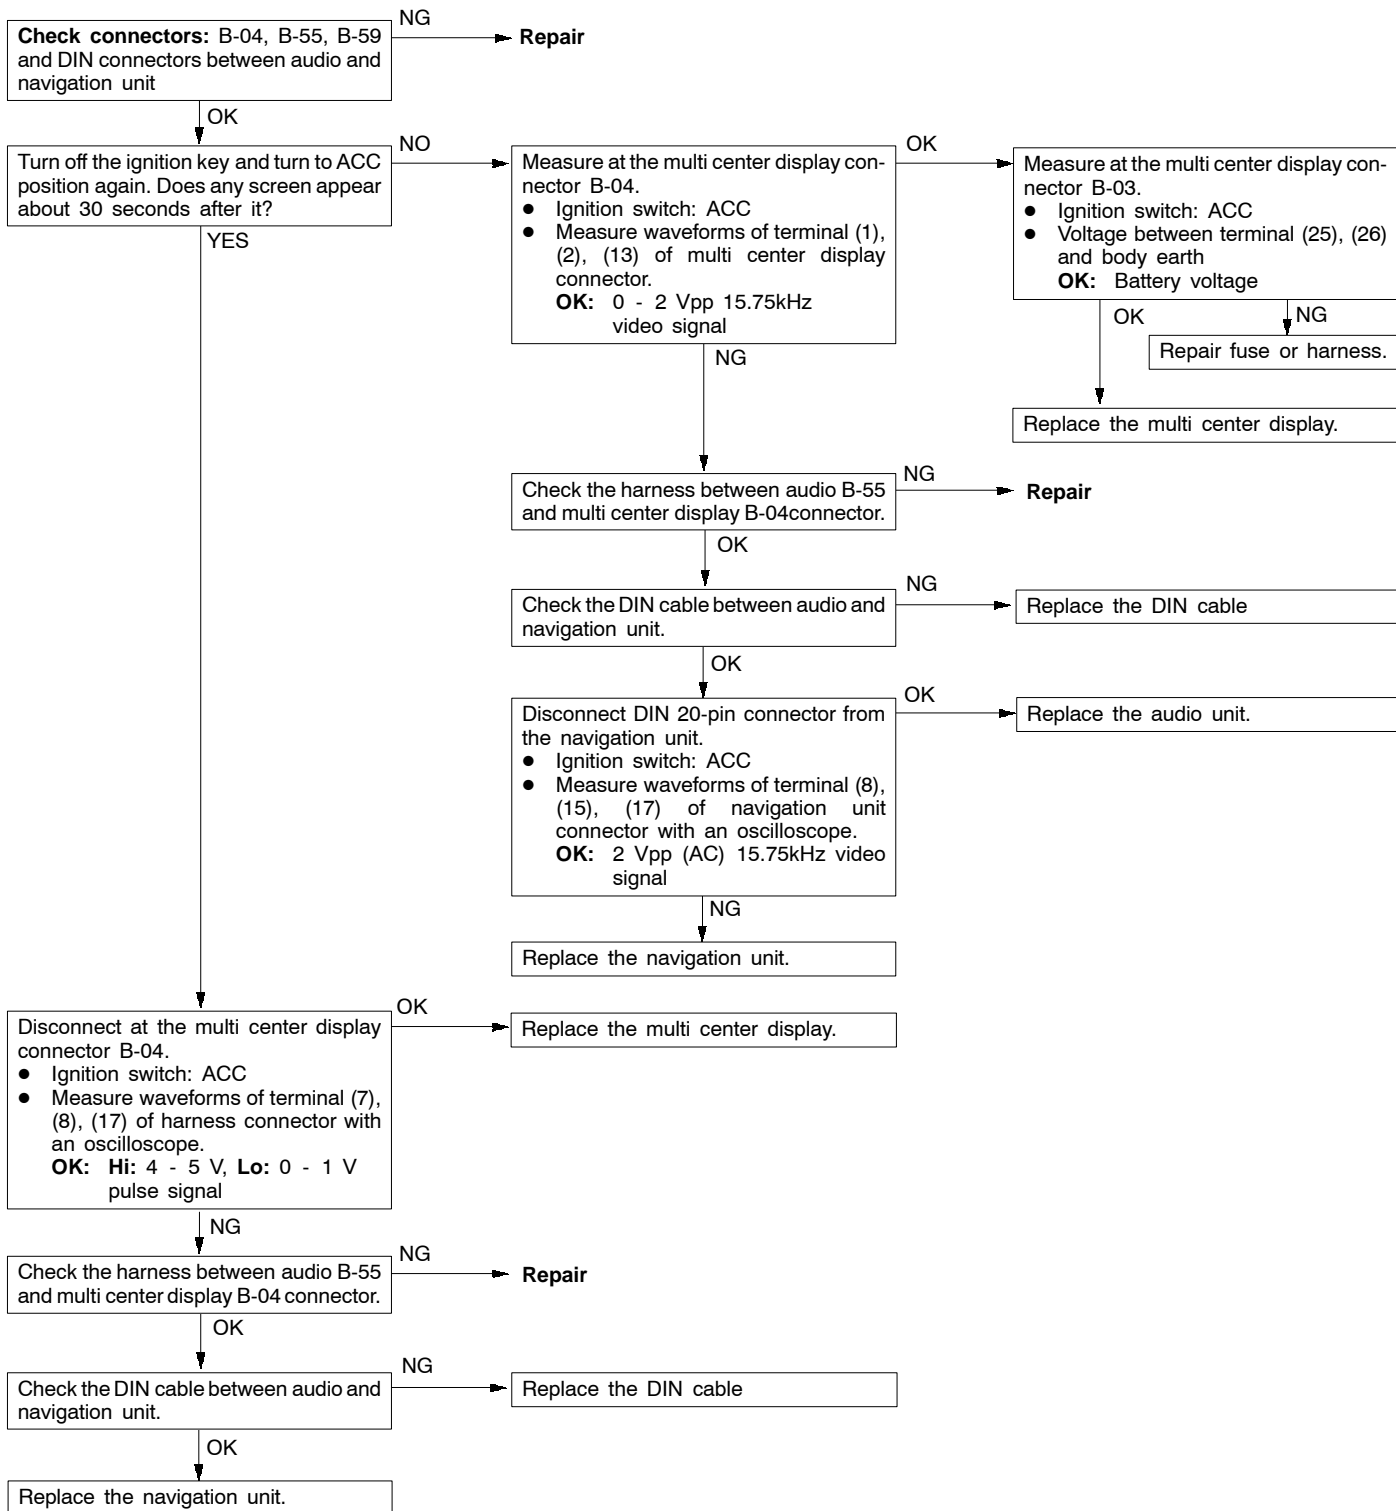 Check connectors: B-04, B-55, B-59
and DIN connectors between audio and
navigation unit
NG
Repair
OK
Turn off the ignition key and turn to ACC
position again. Does any screen appear
about 30 seconds after it?
NO
YES
Measure at the multi center display con-
nector B-04.
● Ignition switch: ACC
● Measure waveforms of terminal (1),
(2), (13) of multi center display
connector.
OK: 0 - 2 Vpp 15.75kHz
video signal
OK
NG
Measure at the multi center display con-
nector B-03.
● Ignition switch: ACC
● Voltage between terminal (25), (26)
and body earth
OK: Battery voltage
OK
NG
Repair fuse or harness.
Replace the multi center display.
Check the harness between audio B-55
and multi center display B-04connector.
NG
Repair
OK
Check the DIN cable between audio and
navigation unit.
NG
Replace the DIN cable
OK
Disconnect DIN 20-pin connector from
the navigation unit.
● Ignition switch: ACC
● Measure waveforms of terminal (8),
(15), (17) of navigation unit
connector with an oscilloscope.
OK: 2 Vpp (AC) 15.75kHz video
signal
OK
Replace the audio unit.
NG
Replace the navigation unit.
Disconnect at the multi center display
connector B-04.
● Ignition switch: ACC
● Measure waveforms of terminal (7),
(8), (17) of harness connector with
an oscilloscope.
OK: Hi: 4 - 5 V, Lo: 0 - 1 V
pulse signal
OK
Replace the multi center display.
NG
Check the harness between audio B-55
and multi center display B-04 connector.
NG
Repair
OK
Check the DIN cable between audio and
navigation unit.
NG
Replace the DIN cable
OK
Replace the navigation unit.